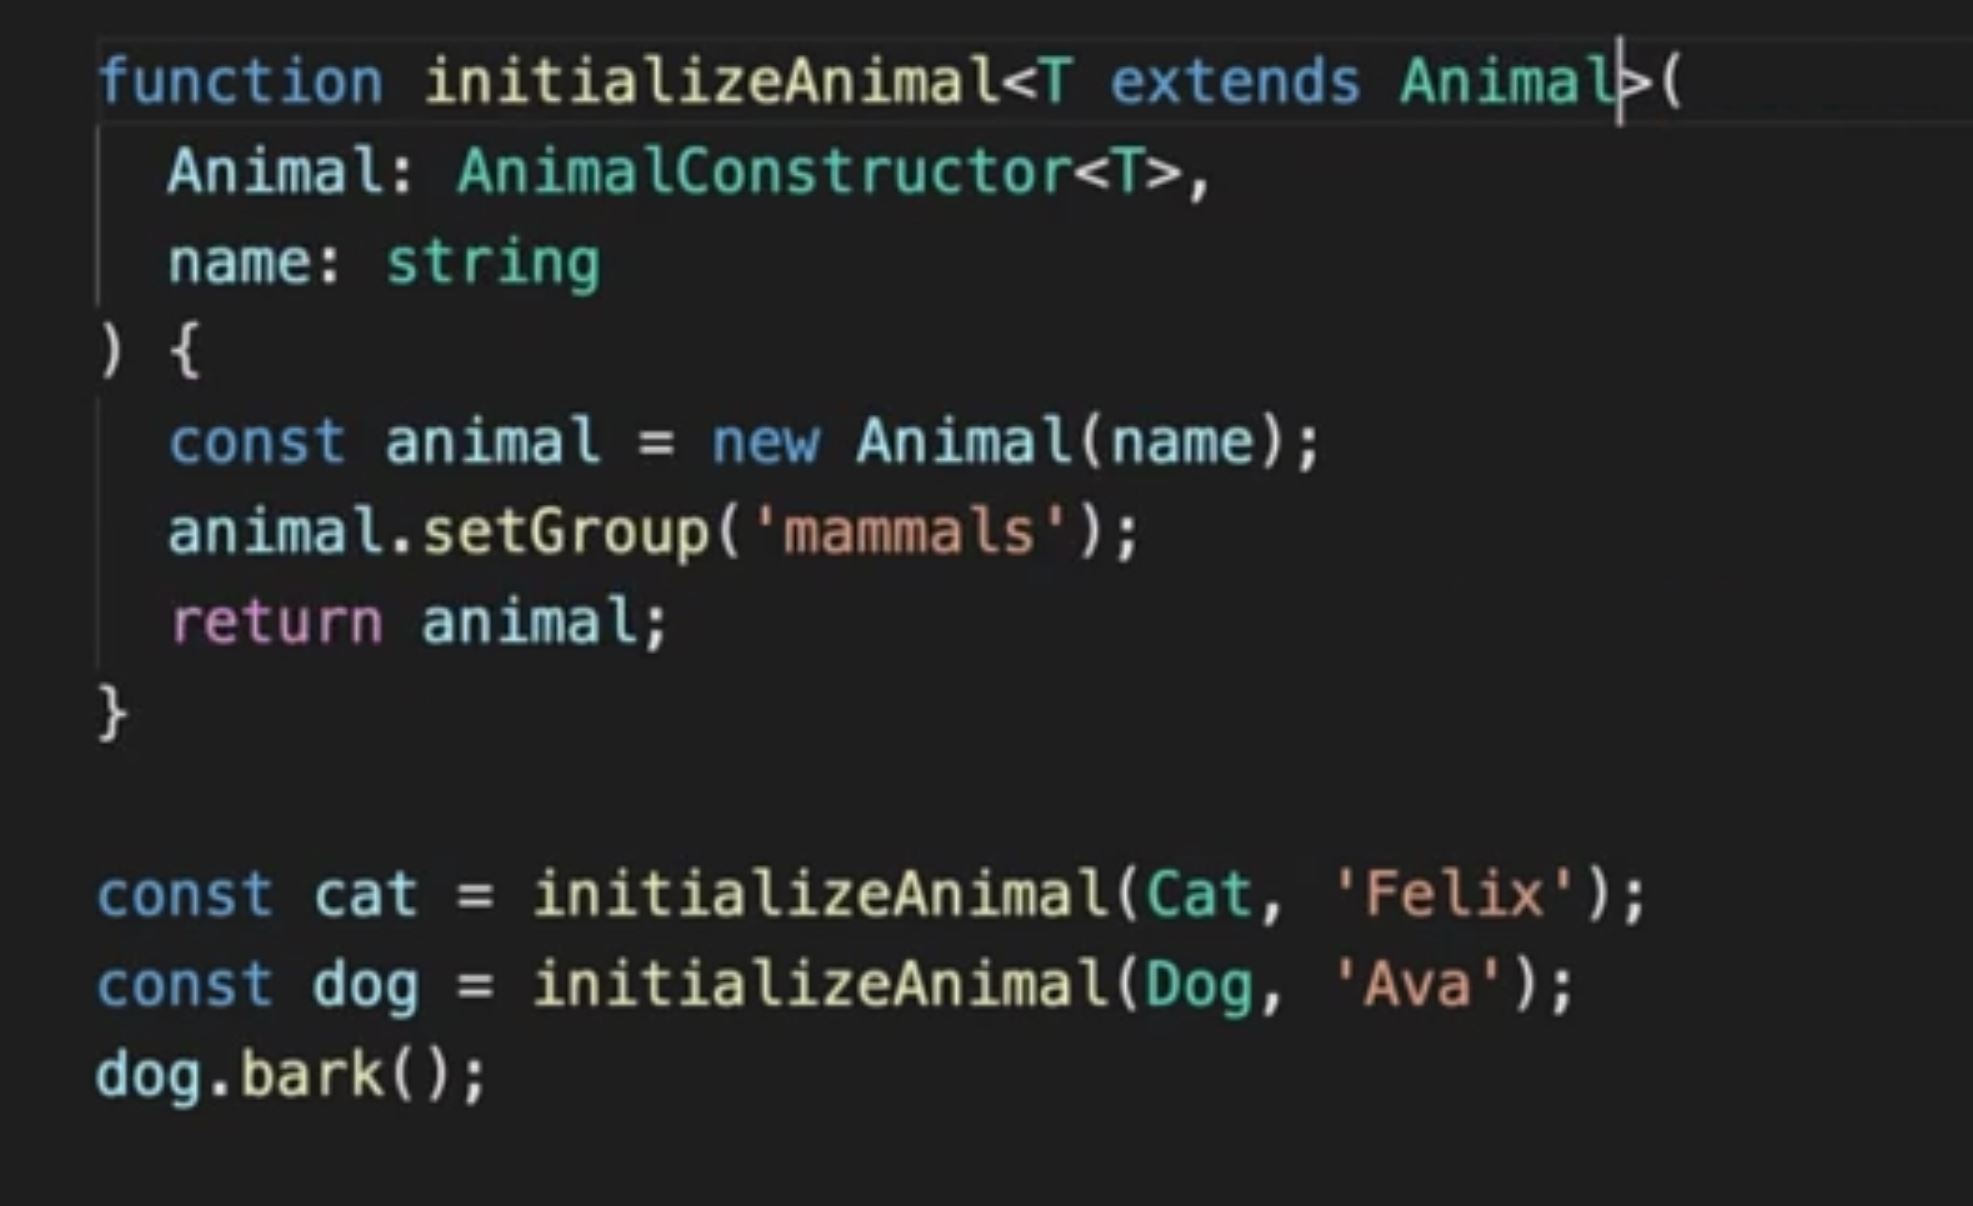 function initializeAnimal<T extends Animal>(
  Animal: AnimalConstructor<T>,
  name: string
) {
  const animal = new Animal(name);
  animal.setGroup('mammals');
  return animal;
}

const cat = initializeAnimal(Cat, 'Felix');
const dog = initializeAnimal(Dog, 'Ava');
dog.bark();